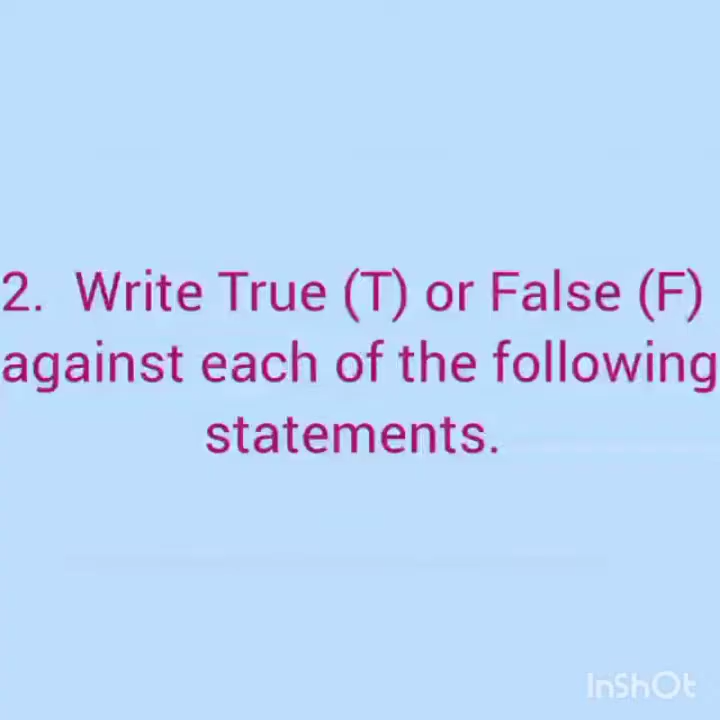 2. Write True (T) or False (F)
against each of the following
statements.
InShOt